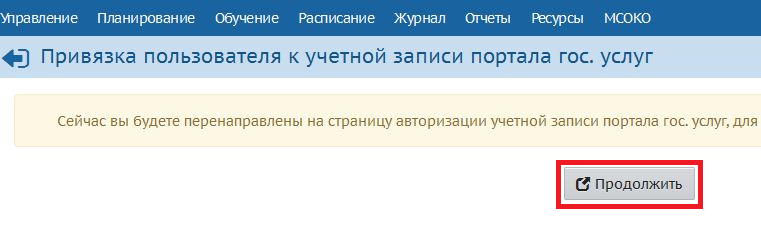 Управление Планирование Обучение Расписание Журнал Отчеты Ресурсы МСОКО
Привязка пользователя к учетной записи портала гос. услуг
Сейчас вы будете перенаправлены на страницу авторизации учетной записи портала гос. услуг, для
Продолжить